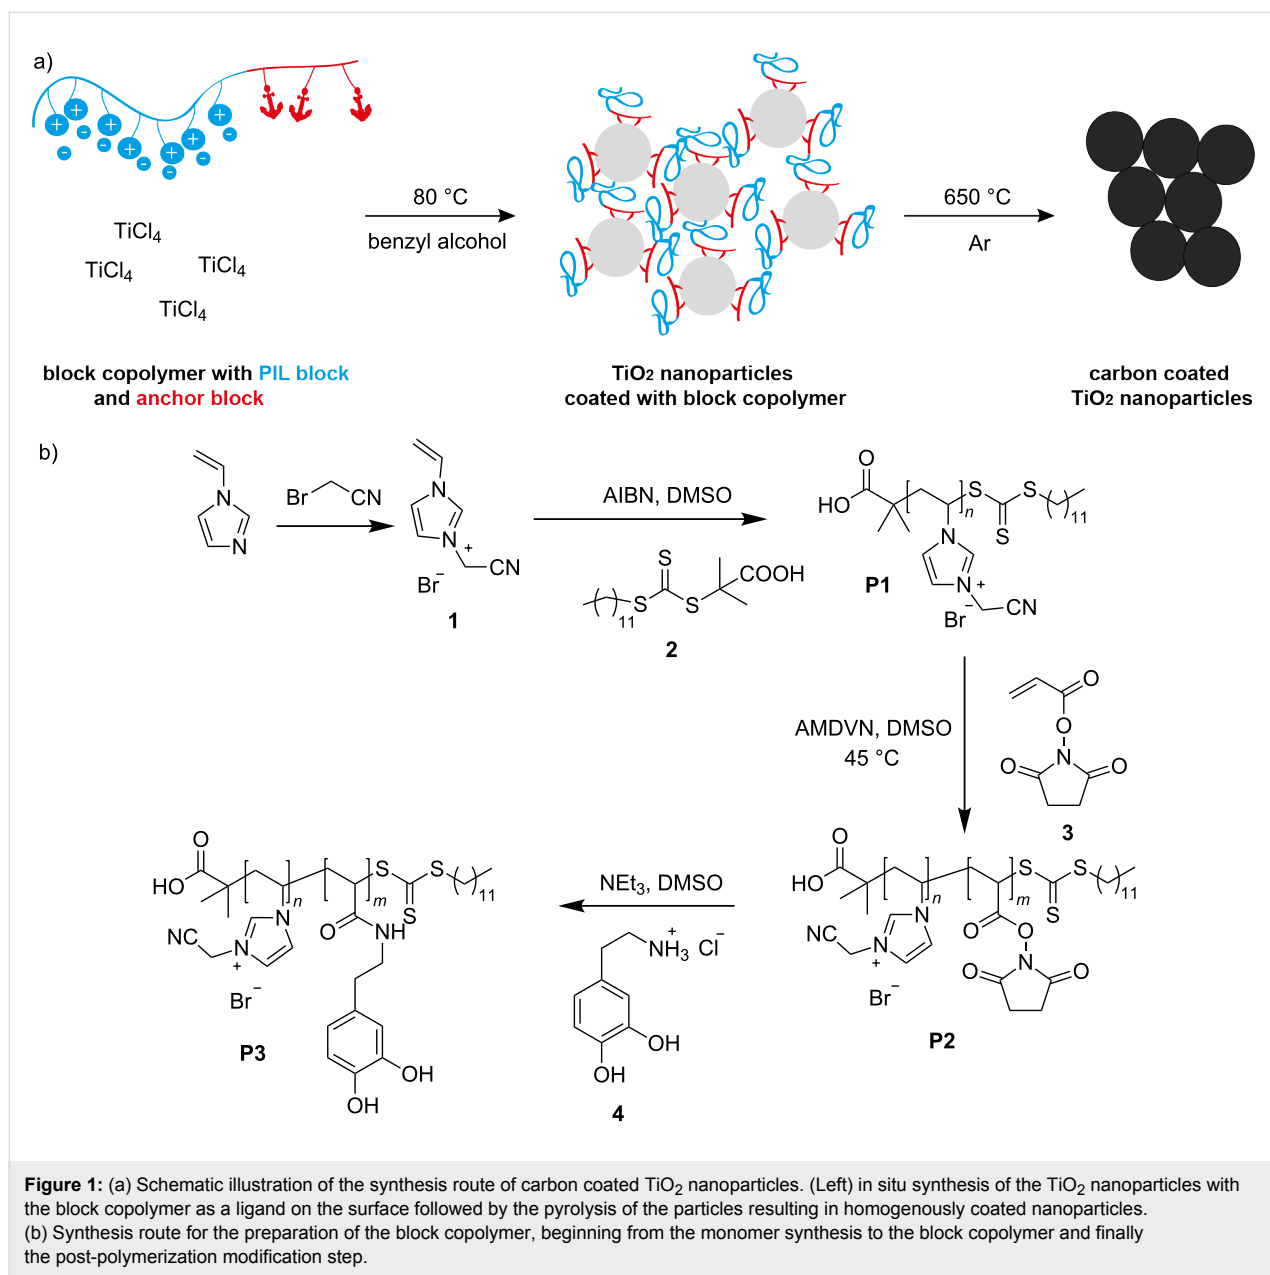 a)
+ + + + + + +
- - - - - - -
TiCl4
TiCl4
TiCl4
TiCl4
80 °C
benzyl alcohol
650 °C
Ar
block copolymer with PIL block
and anchor block
TiO2 nanoparticles
coated with block copolymer
carbon coated
TiO2 nanoparticles
b)
N
N
Br
CN
N
N
+
CN
Br−
1
AIBN, DMSO
S
S
S
COOH
11
2
O
HO
n
S
S
S
11
N
N
+
CN
Br−
P1
AMDVN, DMSO
45 °C
O
O
N
O
O
3
O
HO
n
m
S
S
S
11
N
N
+
NC
Br−
O
O
N
O
O
P2
NEt3, DMSO
+
NH3 Cl−
OH
OH
4
O
HO
n
m
S
S
S
11
N
N
+
NC
Br−
O
NH
OH
OH
P3
Figure 1: (a) Schematic illustration of the synthesis route of carbon coated TiO2 nanoparticles. (Left) in situ synthesis of the TiO2 nanoparticles with
the block copolymer as a ligand on the surface followed by the pyrolysis of the particles resulting in homogenously coated nanoparticles.
(b) Synthesis route for the preparation of the block copolymer, beginning from the monomer synthesis to the block copolymer and finally
the post-polymerization modification step.